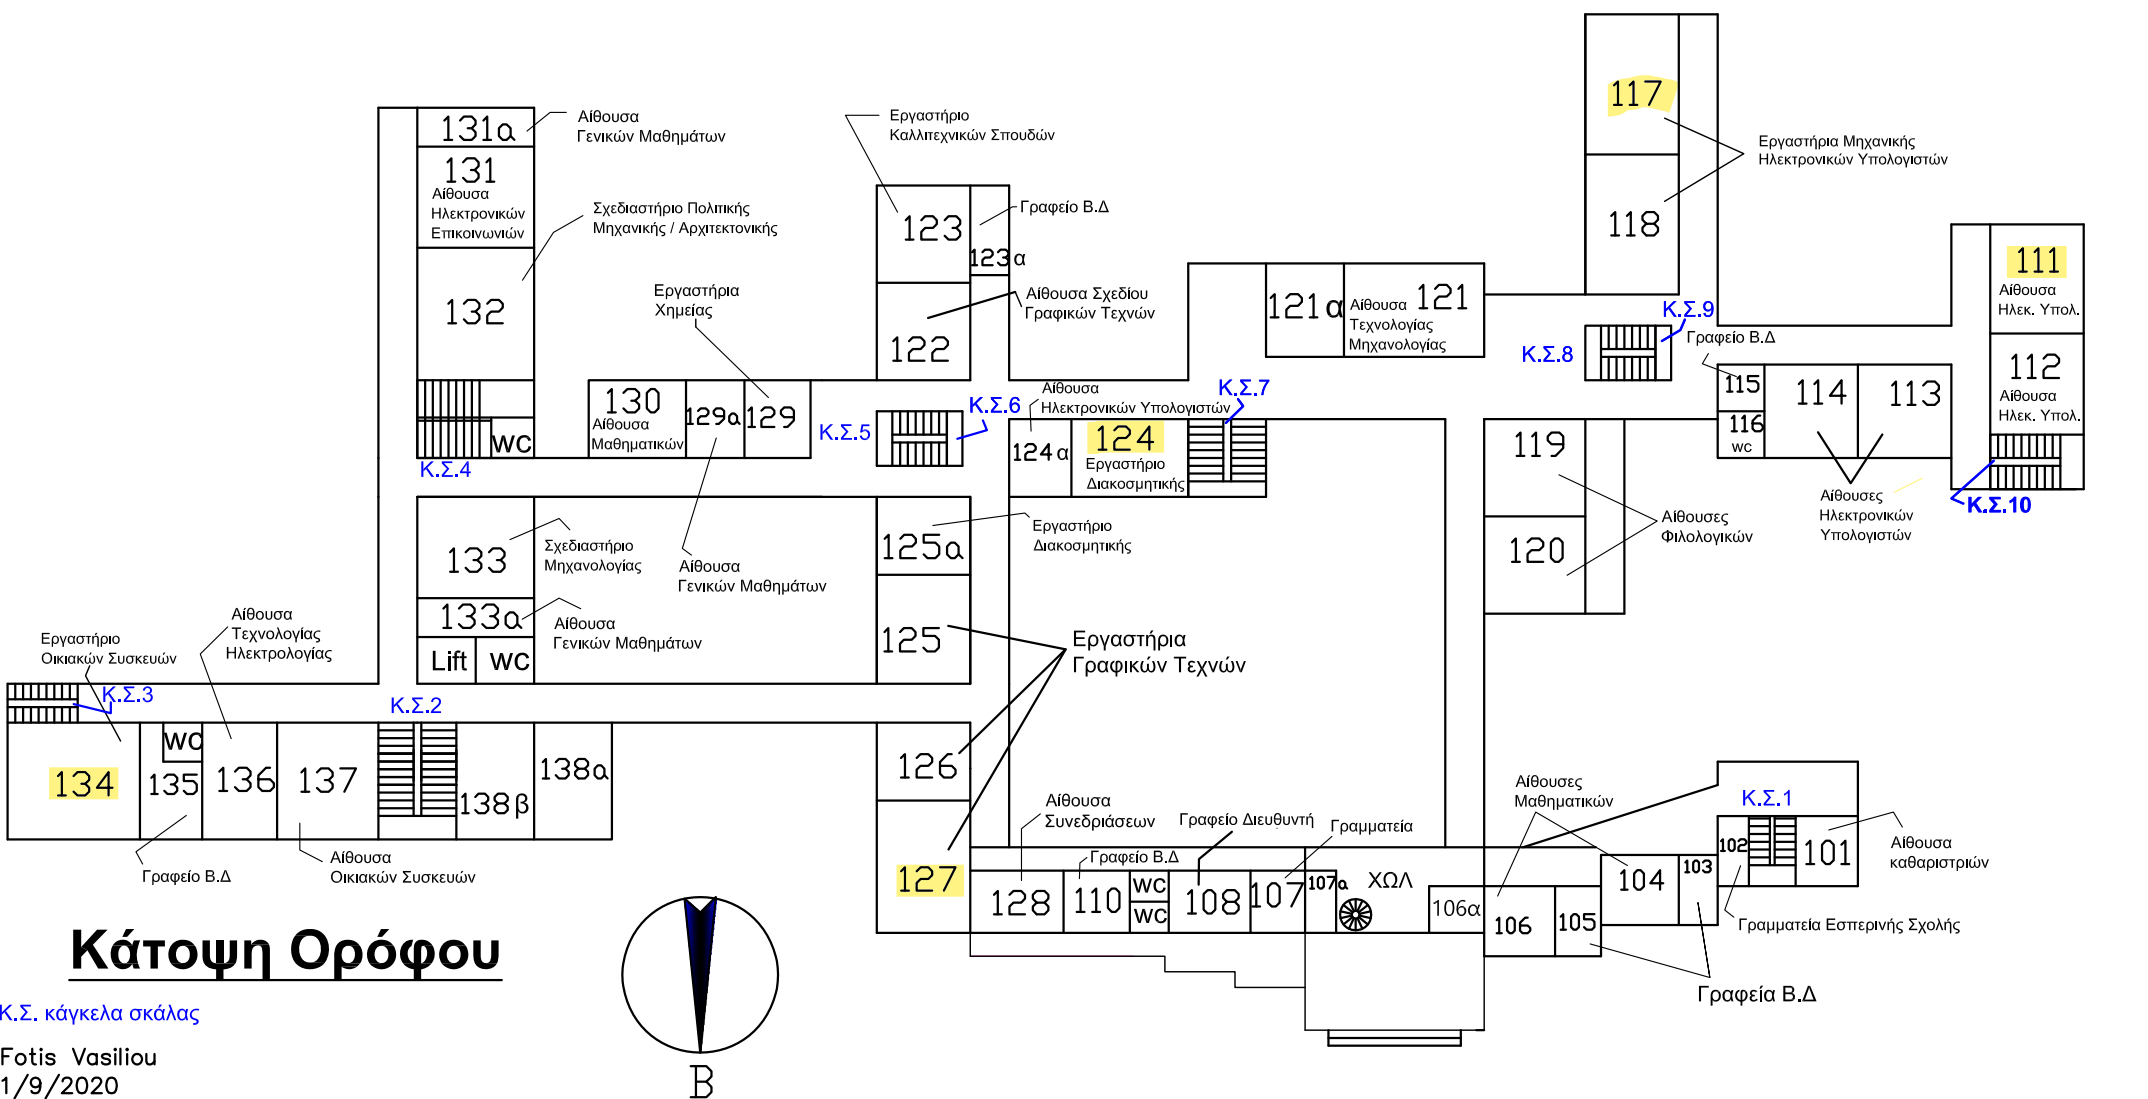 117
Εργαστήρια Μηχανικής
Ηλεκτρονικών Υπολογιστών
118
131α
Αίθουσα
Γενικών Μαθημάτων
131
Αίθουσα
Ηλεκτρονικών
Επικοινωνιών
Σχεδιαστήριο Πολιτικής
Μηχανικής / Αρχιτεκτονικής
132
Εργαστήριο
Καλλιτεχνικών Σπουδών
123
Γραφείο Β.Δ
123α
Αίθουσα Σχεδίου
Γραφικών Τεχνών
122
121α
Αίθουσα
Τεχνολογίας
Μηχανολογίας
121
111
Αίθουσα
Ηλεκ. Υπολ.
112
Αίθουσα
Ηλεκ. Υπολ.
Κ.Σ.9
Κ.Σ.8
Γραφείο Β.Δ
115
116
wc
114
113
Αίθουσες
Ηλεκτρονικών
Υπολογιστών
Κ.Σ.10
Εργαστήρια
Χημείας
130
Αίθουσα
Μαθηματικών
129α
129
Κ.Σ.5
Κ.Σ.6
Αίθουσα
Ηλεκτρονικών Υπολογιστών
Κ.Σ.7
124α
124
Εργαστήριο
Διακοσμητικής
WC
Κ.Σ.4
119
120
Αίθουσες
Φιλολογικών
133
Σχεδιαστήριο
Μηχανολογίας
Αίθουσα
Γενικών Μαθημάτων
125α
Εργαστήριο
Διακοσμητικής
133α
Αίθουσα
Γενικών Μαθημάτων
Lift
WC
125
Εργαστήρια
Γραφικών Τεχνών
Εργαστήριο
Οικιακών Συσκευών
Αίθουσα
Τεχνολογίας
Ηλεκτρολογίας
Κ.Σ.3
Κ.Σ.2
134
WC
135
136
137
138β
138α
126
Γραφείο Β.Δ
Αίθουσα
Οικιακών Συσκευών
127
Αίθουσα
Συνεδριάσεων
Γραφείο Β.Δ
Γραφείο Διευθυντή
Γραμματεία
128
110
WC
WC
108
107
107α
ΧΩΛ
106α
Αίθουσες
Μαθηματικών
106
105
104
103
102
Κ.Σ.1
101
Αίθουσα
καθαριστριών
Γραμματεία Εσπερινής Σχολής
Γραφεία Β.Δ
Κάτοψη Ορόφου
Κ.Σ. κάγκελα σκάλας
Fotis Vasiliou
1/9/2020
Β